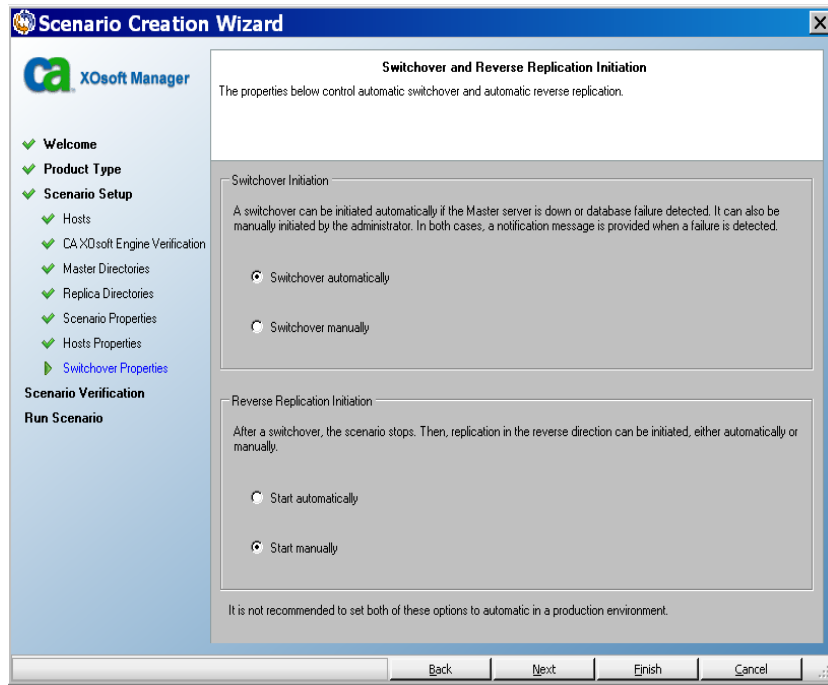 Scenario Creation Wizard
ca
XOsoft Manager
Welcome
Product Type
Scenario Setup
Hosts
CA XOsoft Engine Verification
Master Directories
Replica Directories
Scenario Properties
Hosts Properties
Switchover Properties
Scenario Verification
Run Scenario
Switchover and Reverse Replication Initiation
The properties below control automatic switchover and automatic reverse replication.
Switchover Initiation
A switchover can be initiated automatically if the Master server is down or database failure detected. It can also be
manually initiated by the administrator. In both cases, a notification message is provided when a failure is detected.
Switchover automatically
Switchover manually
Reverse Replication Initiation
After a switchover, the scenario stops. Then, replication in the reverse direction can be initiated, either automatically or
manually.
Start automatically
Start manually
It is not recommended to set both of these options to automatic in a production environment.
Back
Next
Finish
Cancel